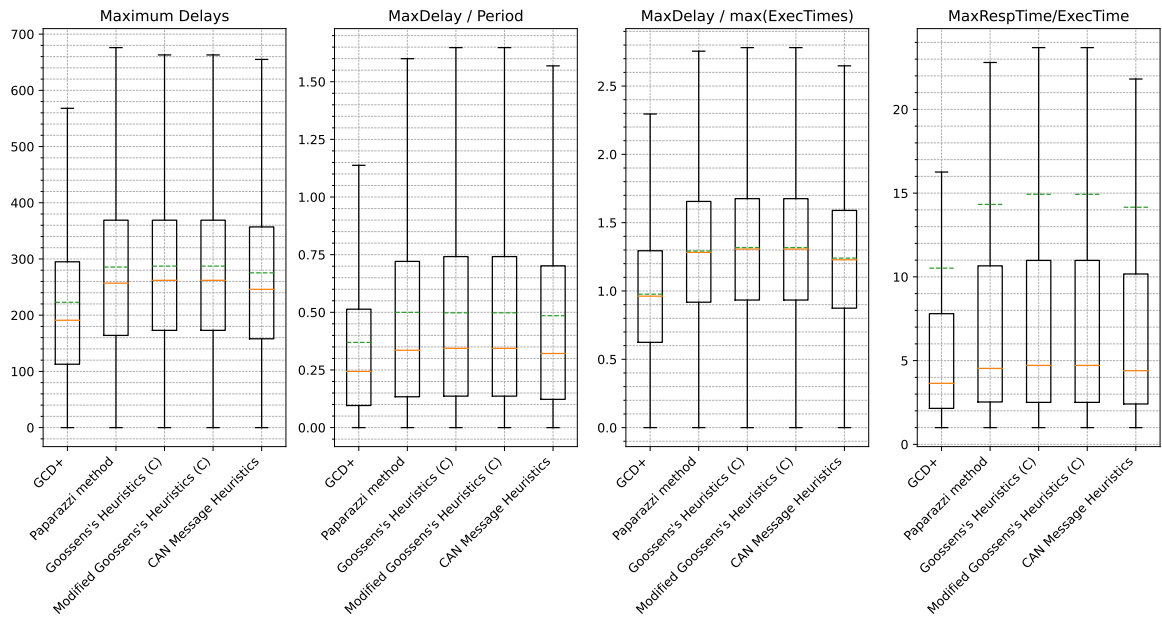 Maximum Delays
700
600
500
400
300
200
100
0
GCD+
Paparazzi method
Goossens's Heuristics (C)
Modified Goossens's Heuristics (C)
CAN Message Heuristics
MaxDelay / Period
1.50
1.25
1.00
0.75
0.50
0.25
0.00
GCD+
Paparazzi method
Goossens's Heuristics (C)
Modified Goossens's Heuristics (C)
CAN Message Heuristics
MaxDelay / max(ExecTimes)
2.5
2.0
1.5
1.0
0.5
0.0
GCD+
Paparazzi method
Goossens's Heuristics (C)
Modified Goossens's Heuristics (C)
CAN Message Heuristics
MaxRespTime/ExecTime
20
15
10
5
0
GCD+
Paparazzi method
Goossens's Heuristics (C)
Modified Goossens's Heuristics (C)
CAN Message Heuristics